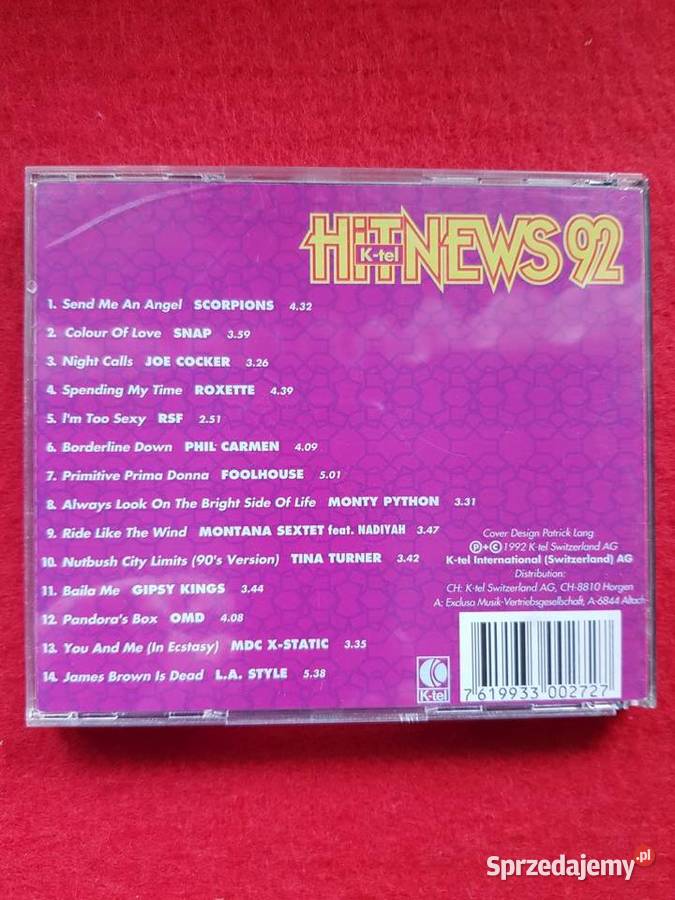 HiTNEWS 92
K-tel
1. Send Me An Angel SCORPIONS 4.32
2. Colour Of Love SNAP 3.59
3. Night Calls JOE COCKER 3.26
4. Spending My Time ROXETTE 4.39
5. i'm Too Sexy RSF 2.51
6. Borderline Down PHIL CARMEN 4.09
7. Primitive Prima Donna FOOLHOUSE 5.01
8. Always Look On The Bright Side Of Life MONTY PYTHON 3.31
9. Ride Like The Wind MONTANA SEXTET feat. NADIYAH 3.47
10. Nutbush City Limits (90's Version) TINA TURNER 3.42
11. Baila Me GIPSY KINGS 3.44
12. Pandora's Box OMD 4.08
13. You And Me (In Ecstasy) MDC X-STATIC 3.35
14. James Brown Is Dead L.A. STYLE 5.38
Cover Design Patrick Lang
℗+© 1992 K-tel Switzerland AG
K-tel International (Switzerland) AG
Distribution:
CH: K-tel Switzerland AG, CH-8810 Horgen
A: Exclusa Musik-Vertriebsgesellschaft, A-6844 Altach
K-tel
7 619933 002727
Sprzedajemy.pl